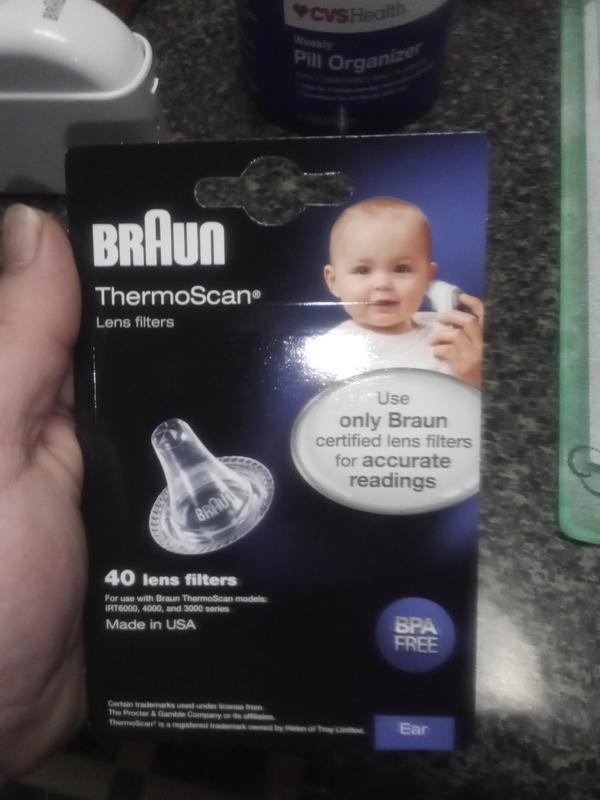 CVSHealth
Weekly
Pill Organizer
BRAUN
ThermoScan®
Lens filters
Use
only Braun
certified lens filters
for accurate
readings
BRAUN
40 lens filters
For use with Braun ThermoScan models:
IRT6000, 4000, and 3000 series
Made in USA
BPA
FREE
Certain trademarks used under license from
The Procter & Gamble Company or its affiliates.
ThermoScan® is a registered trademark owned by Helen of Troy Limited.
Ear